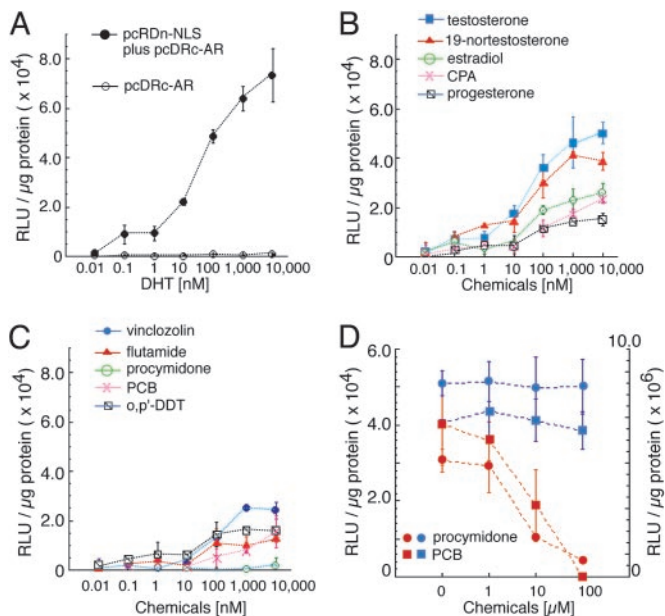 A
pcRDn-NLS
plus pcDRc-AR
pcDRc-AR
RLU / µg protein ( x 10⁴)
8.0
6.0
4.0
2.0
0
0.01 0.1 1 10 100 1,000 10,000
DHT [nM]
B
testosterone
19-nortestosterone
estradiol
CPA
progesterone
RLU / µg protein ( x 10⁴)
8.0
6.0
4.0
2.0
0
0.01 0.1 1 10 100 1,000 10,000
Chemicals [nM]
C
vinclozolin
flutamide
procymidone
PCB
o,p'-DDT
RLU / µg protein ( x 10⁴)
8.0
6.0
4.0
2.0
0
0.01 0.1 1 10 100 1,000 10,000
Chemicals [nM]
D
RLU / µg protein ( x 10⁴)
6.0
4.0
2.0
0
procymidone
PCB
0 1 10 100
Chemicals [µM]
10.0
0
RLU / µg protein ( x 10⁶)